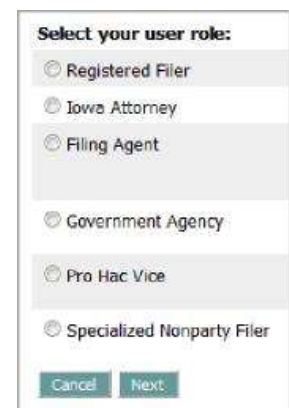 Select your user role:
Registered Filer
Iowa Attorney
Filing Agent
Government Agency
Pro Hac Vice
Specialized Nonparty Filer
Cancel Next